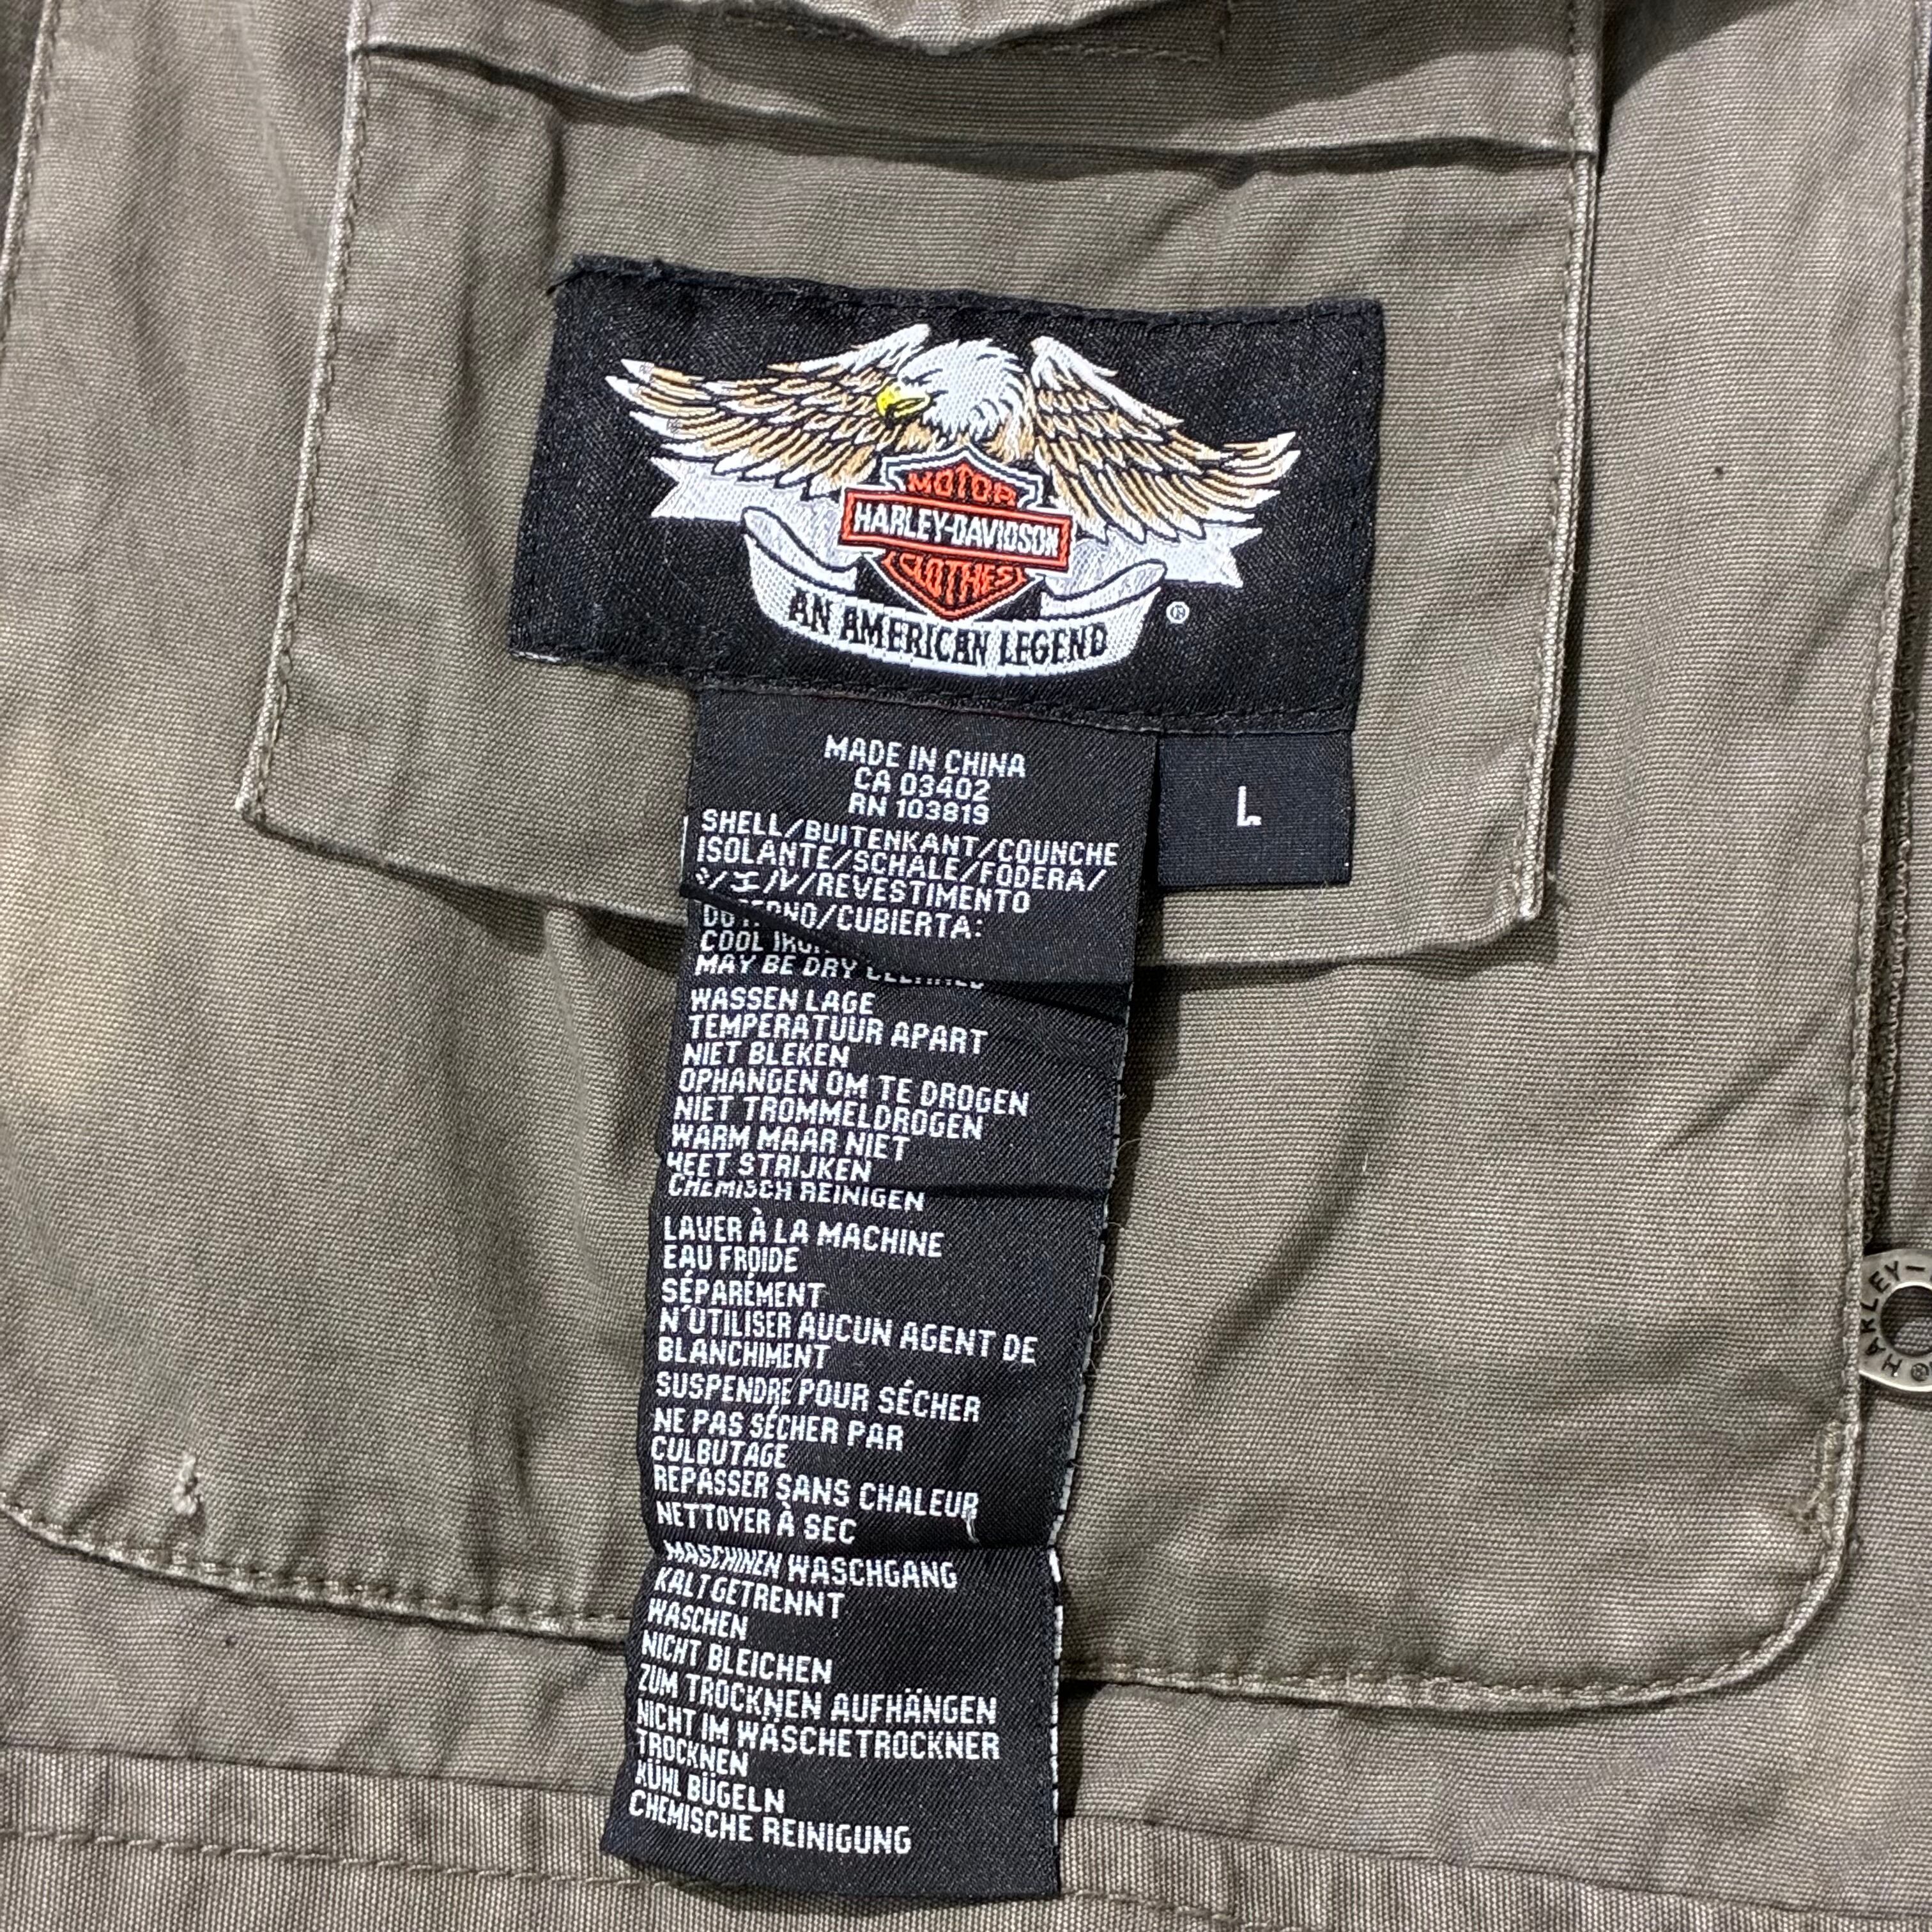 MOTOR
HARLEY-DAVIDSON
CLOTHES
AN AMERICAN LEGEND
®
MADE IN CHINA
CA 03402
RN 103819
L
SHELL/BUITENKANT/COUNCHE
ISOLANTE/SCHALE/FODERA/
シェル/REVESTIMENTO
/CUBIERTA:
COOL
MAY BE DRY
WASSEN LAGE
TEMPERATUUR APART
NIET BLEKEN
OPHANGEN OM TE DROGEN
NIET TROMMELDROGEN
WARM MAAR NIET
HEET STRIJKEN
CHEMISCH REINIGEN
LAVER À LA MACHINE
EAU FROIDE
SÉPARÉMENT
N'UTILISER AUCUN AGENT DE
BLANCHIMENT
SUSPENDRE POUR SÉCHER
NE PAS SÉCHER PAR
CULBUTAGE
REPASSER SANS CHALEUR
NETTOYER À SEC
MASCHINEN WASCHGANG
KALT GETRENNT
WASCHEN
NICHT BLEICHEN
ZUM TROCKNEN AUFHÄNGEN
NICHT IM WÄSCHETROCKNER
TROCKNEN
KÜHL BÜGELN
CHEMISCHE REINIGUNG
®HARLEY-